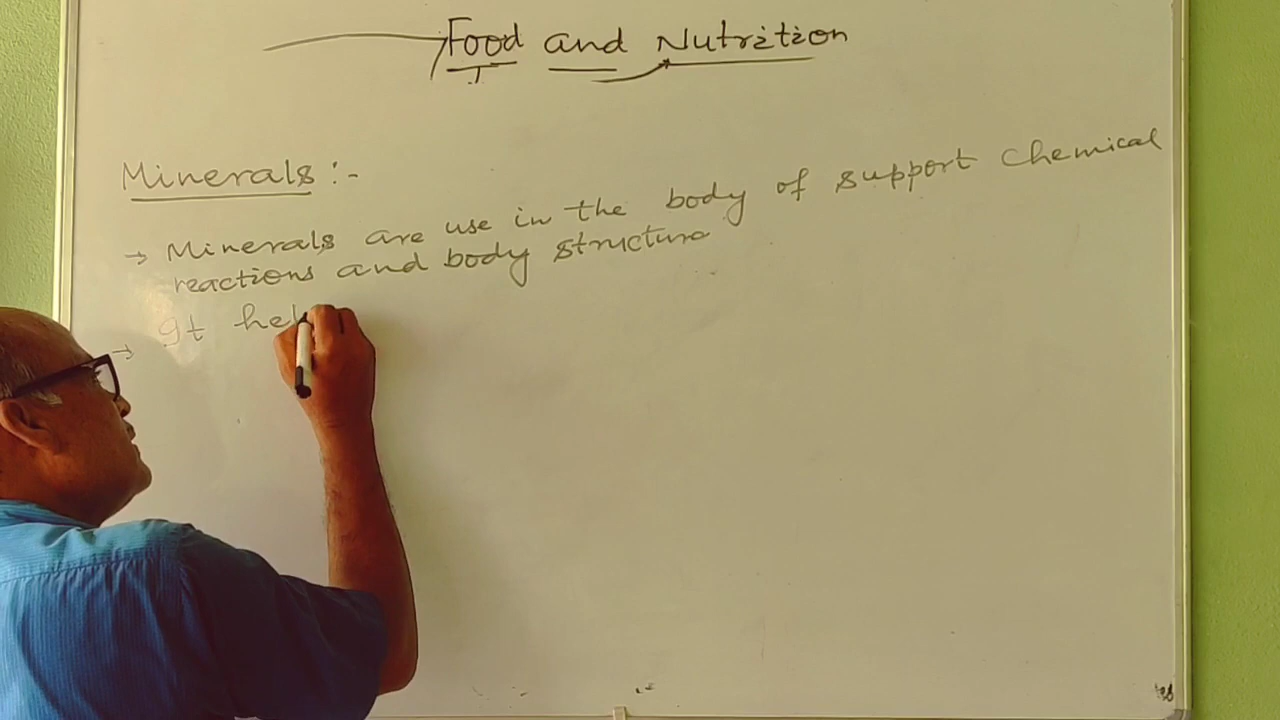 Food and Nutrition
Minerals :-
→ Minerals are use in the body of support chemical
reactions and body structure
→ It hel